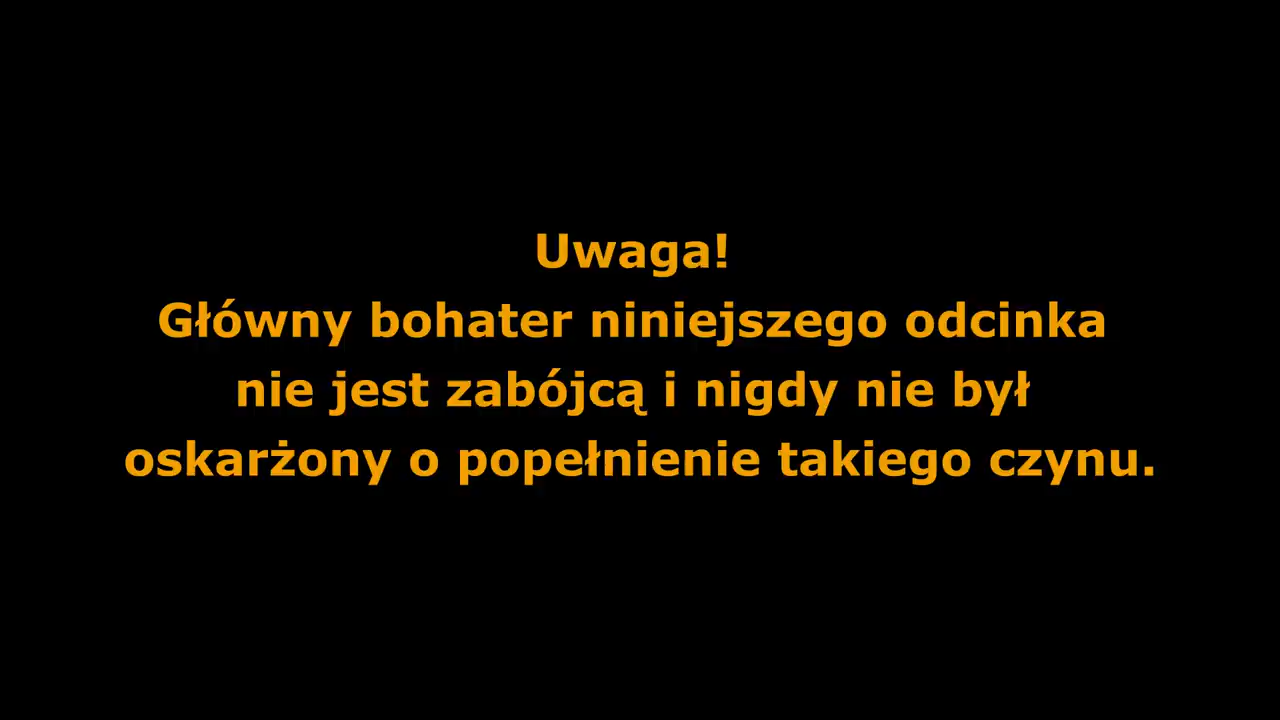 Uwaga!
Główny bohater niniejszego odcinka
nie jest zabójcą i nigdy nie był
oskarżony o popełnienie takiego czynu.